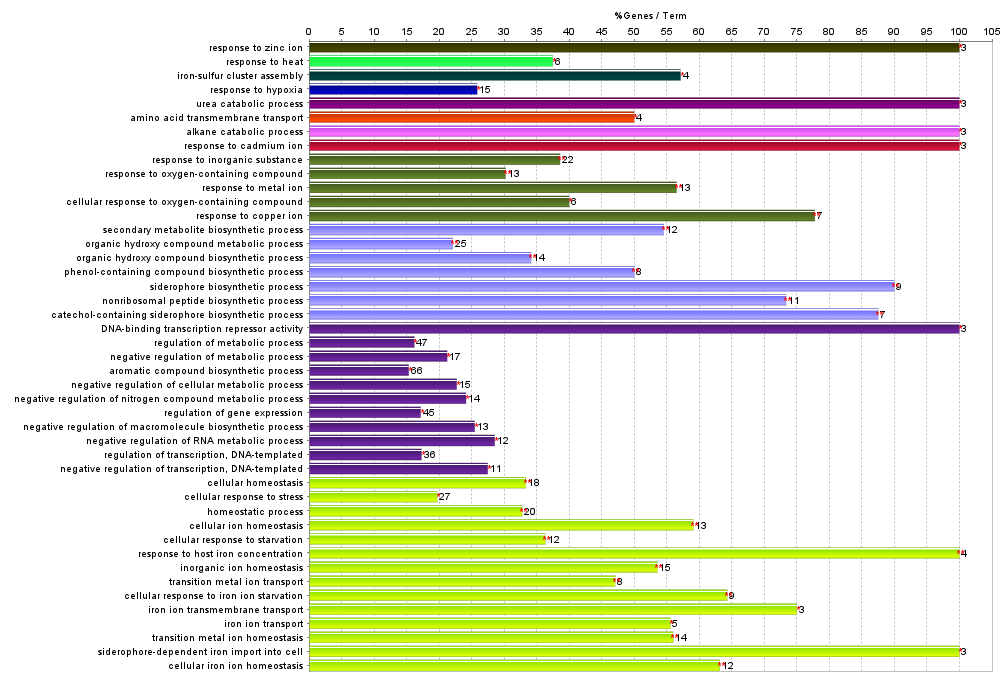 %Genes / Term
0 5 10 15 20 25 30 35 40 45 50 55 60 65 70 75 80 85 90 95 100 105
response to zinc ion *3
response to heat *6
iron-sulfur cluster assembly *4
response to hypoxia *15
urea catabolic process *3
amino acid transmembrane transport *4
alkane catabolic process *3
response to cadmium ion *3
response to inorganic substance **22
response to oxygen-containing compound **13
response to metal ion **13
cellular response to oxygen-containing compound *6
response to copper ion **7
secondary metabolite biosynthetic process **12
organic hydroxy compound metabolic process **25
organic hydroxy compound biosynthetic process **14
phenol-containing compound biosynthetic process *8
siderophore biosynthetic process **9
nonribosomal peptide biosynthetic process **11
catechol-containing siderophore biosynthetic process **7
DNA-binding transcription repressor activity *3
regulation of metabolic process *47
negative regulation of metabolic process *17
aromatic compound biosynthetic process *66
negative regulation of cellular metabolic process *15
negative regulation of nitrogen compound metabolic process *14
regulation of gene expression *45
negative regulation of macromolecule biosynthetic process *13
negative regulation of RNA metabolic process *12
regulation of transcription, DNA-templated *36
negative regulation of transcription, DNA-templated *11
cellular homeostasis **18
cellular response to stress *27
homeostatic process **20
cellular ion homeostasis **13
cellular response to starvation **12
response to host iron concentration **4
inorganic ion homeostasis **15
transition metal ion transport **8
cellular response to iron ion starvation **9
iron ion transmembrane transport *3
iron ion transport *5
transition metal ion homeostasis **14
siderophore-dependent iron import into cell *3
cellular iron ion homeostasis **12